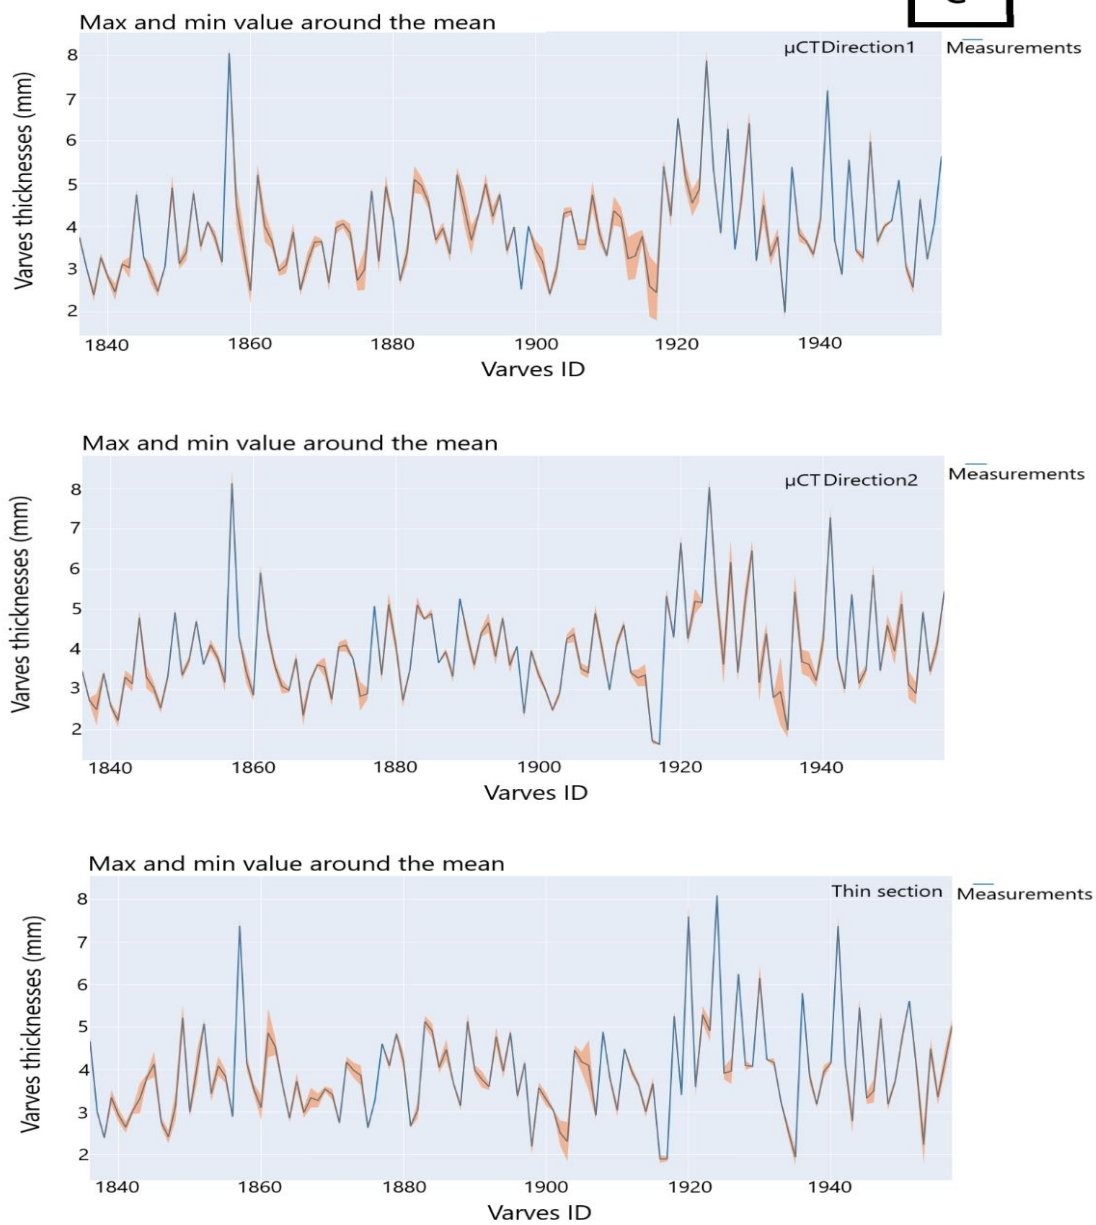 Max and min value around the mean
µCTDirection1
Measurements
Varves thicknesses (mm)
8
7
6
5
4
3
2
1840 1860 1880 1900 1920 1940
Varves ID
Max and min value around the mean
µCTDirection2
Measurements
Varves thicknesses (mm)
8
7
6
5
4
3
2
1840 1860 1880 1900 1920 1940
Varves ID
Max and min value around the mean
Thin section
Measurements
Varves thicknesses (mm)
8
7
6
5
4
3
2
1840 1860 1880 1900 1920 1940
Varves ID